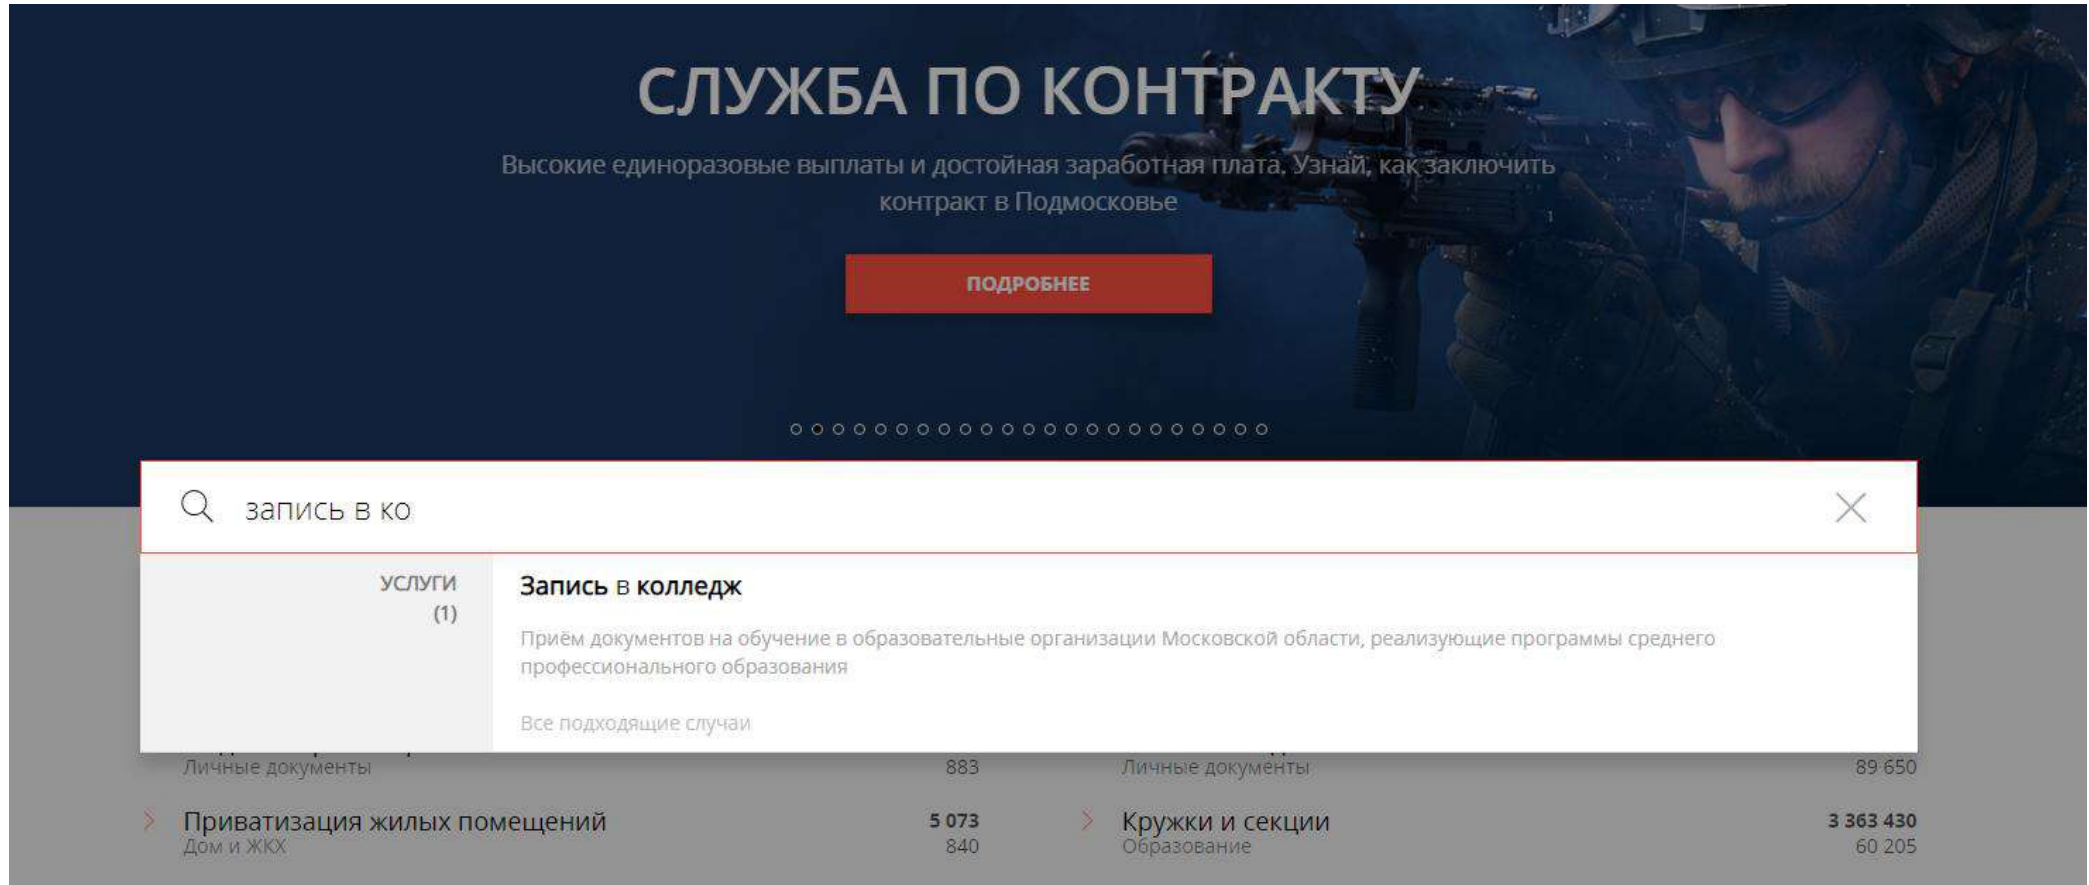 СЛУЖБА ПО КОНТРАКТУ
Высокие единоразовые выплаты и достойная заработная плата. Узнай, как заключить
контракт в Подмосковье
ПОДРОБНЕЕ
запись в ко
УСЛУГИ
(1)
Запись в колледж
Приём документов на обучение в образовательные организации Московской области, реализующие программы среднего
профессионального образования
Все подходящие случаи
Личные документы 883
Личные документы 89 650
Приватизация жилых помещений 5 073
Дом и ЖКХ 840
Кружки и секции 3 363 430
Образование 60 205